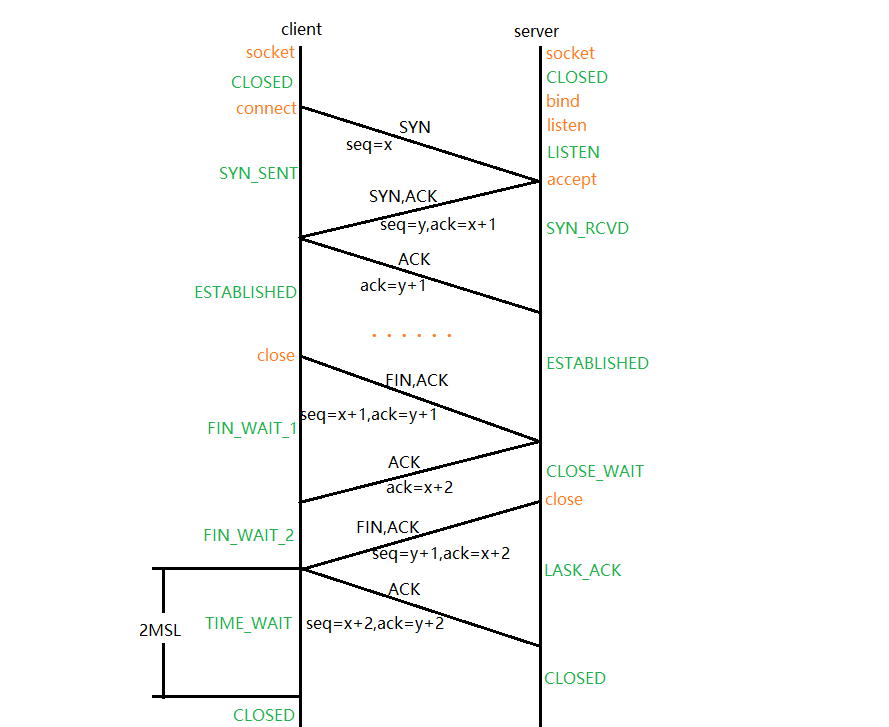 client
server
socket
socket
CLOSED
CLOSED
connect
bind
listen
SYN
seq=x
LISTEN
SYN_SENT
accept
SYN,ACK
seq=y,ack=x+1
SYN_RCVD
ACK
ack=y+1
ESTABLISHED
......
close
ESTABLISHED
FIN,ACK
seq=x+1,ack=y+1
FIN_WAIT_1
ACK
CLOSE_WAIT
ack=x+2
close
FIN,ACK
FIN_WAIT_2
seq=y+1,ack=x+2
LASK_ACK
ACK
TIME_WAIT
seq=x+2,ack=y+2
2MSL
CLOSED
CLOSED